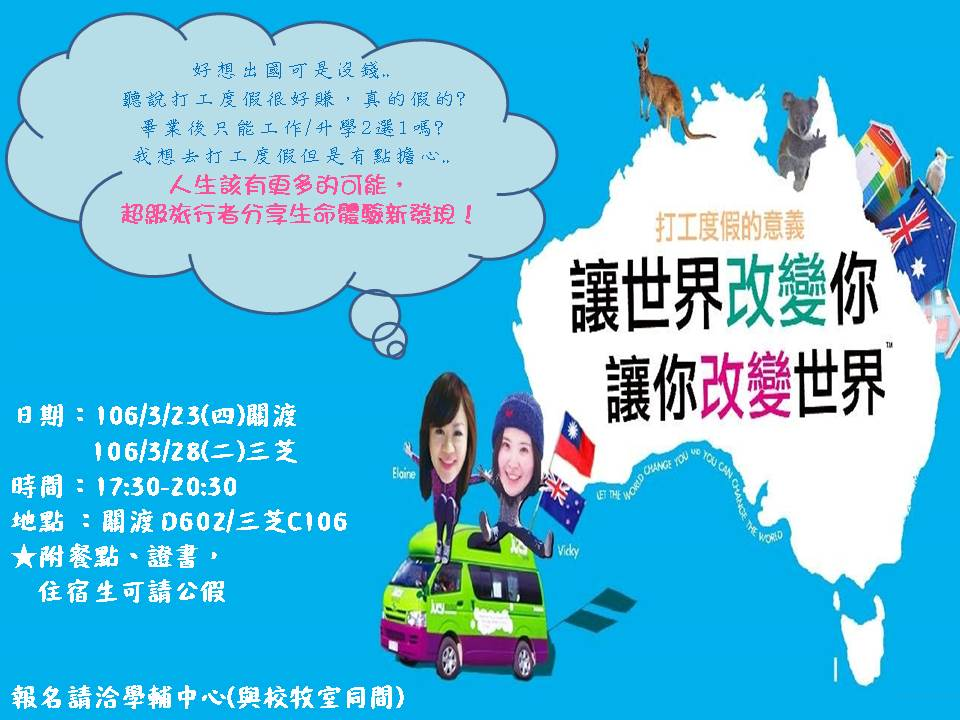 好想出國可是沒錢..
聽說打工度假很好賺，真的假的?
畢業後只能工作/升學2選1嗎?
我想去打工度假但是有點擔心..
人生該有更多的可能，
超級旅行者分享生命體驗新發現！
打工度假的意義
讓世界改變你
讓你改變世界™
日期：106/3/23(四)關渡
106/3/28(二)三芝
時間：17:30-20:30
地點：關渡D602/三芝C106
★附餐點、證書，
住宿生可請公假
Elaine
Vicky
LET THE WORLD CHANGE YOU AND YOU CAN CHANGE THE WORLD
JUCY
報名請洽學輔中心(與校牧室同間)